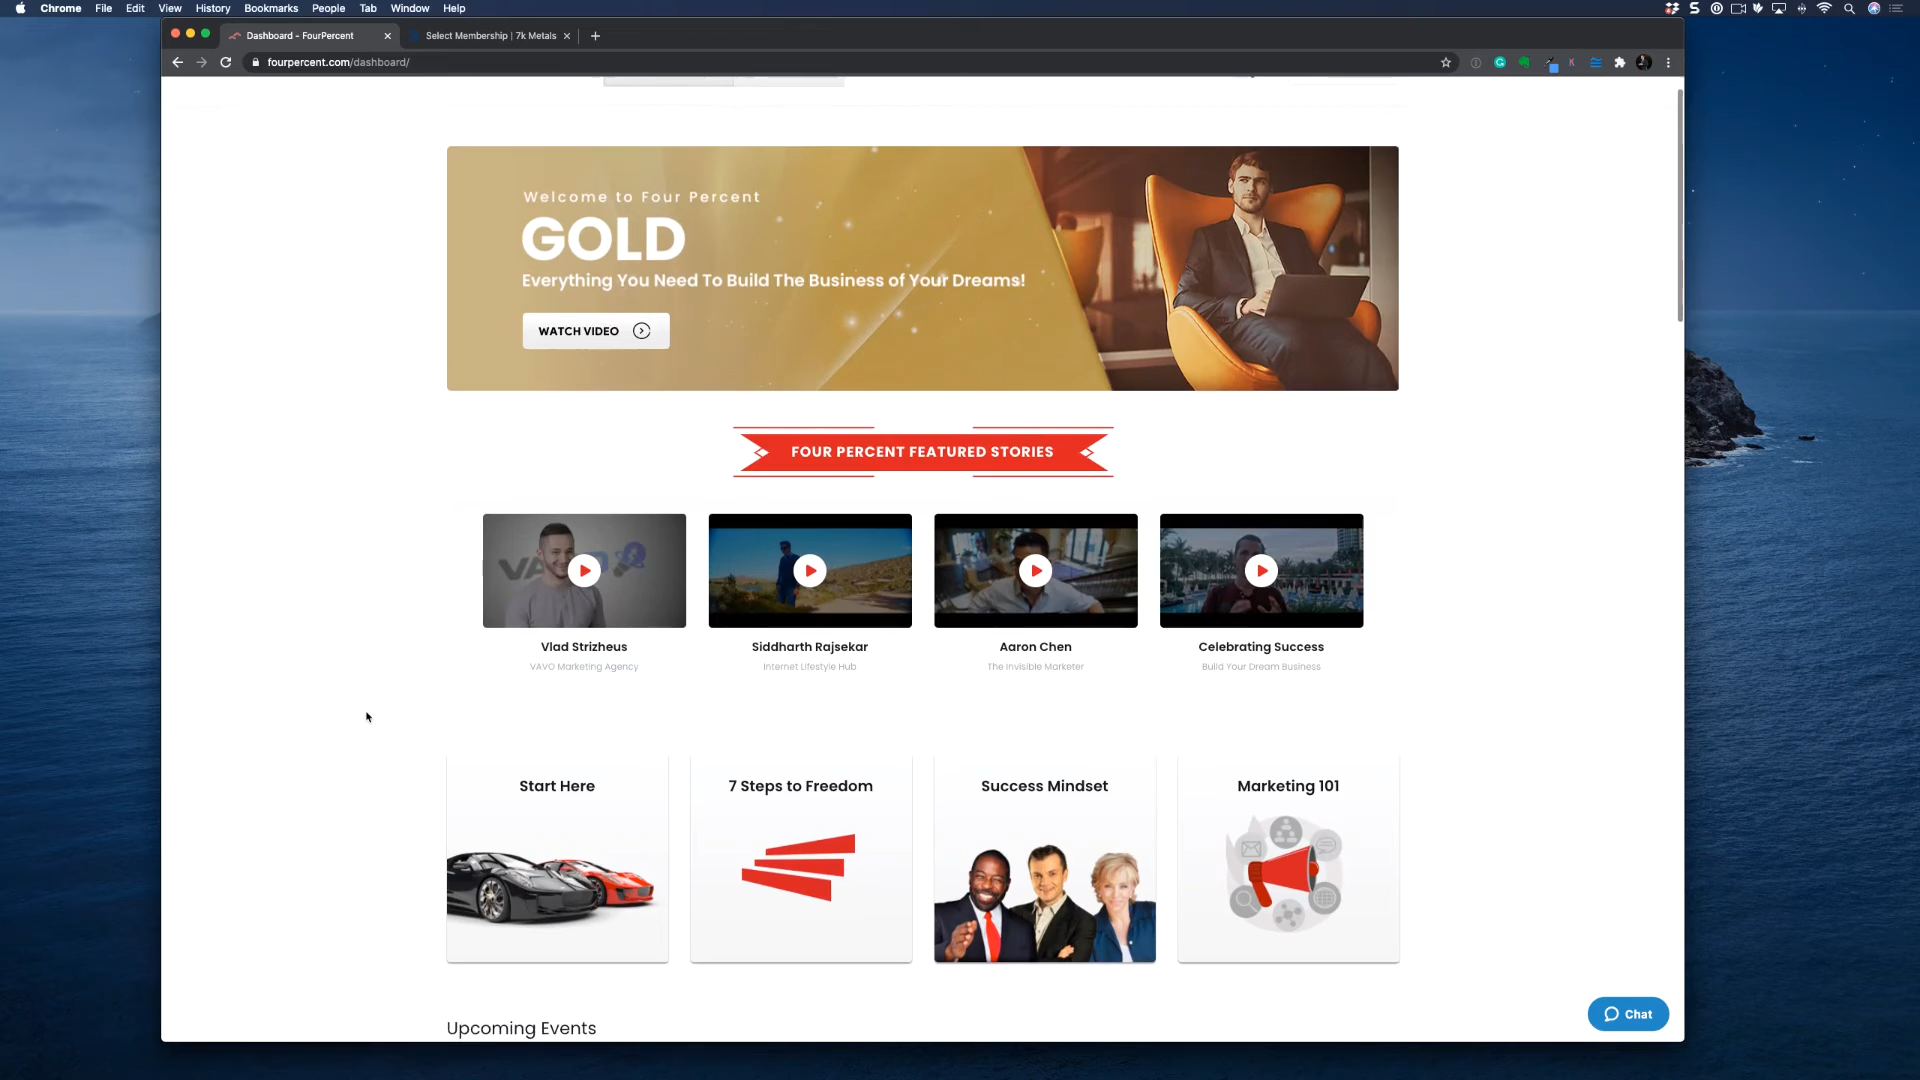 Chrome File Edit View History Bookmarks People Tab Window Help
Dashboard - FourPercent
Select Membership | 7k Metals
fourpercent.com/dashboard/
Welcome to Four Percent
GOLD
Everything You Need To Build The Business of Your Dreams!
WATCH VIDEO
FOUR PERCENT FEATURED STORIES
Vlad Strizheus
VAVO Marketing Agency
Siddharth Rajsekar
Internet Lifestyle Hub
Aaron Chen
The Invisible Marketer
Celebrating Success
Build Your Dream Business
Start Here
7 Steps to Freedom
Success Mindset
Marketing 101
Upcoming Events
Chat